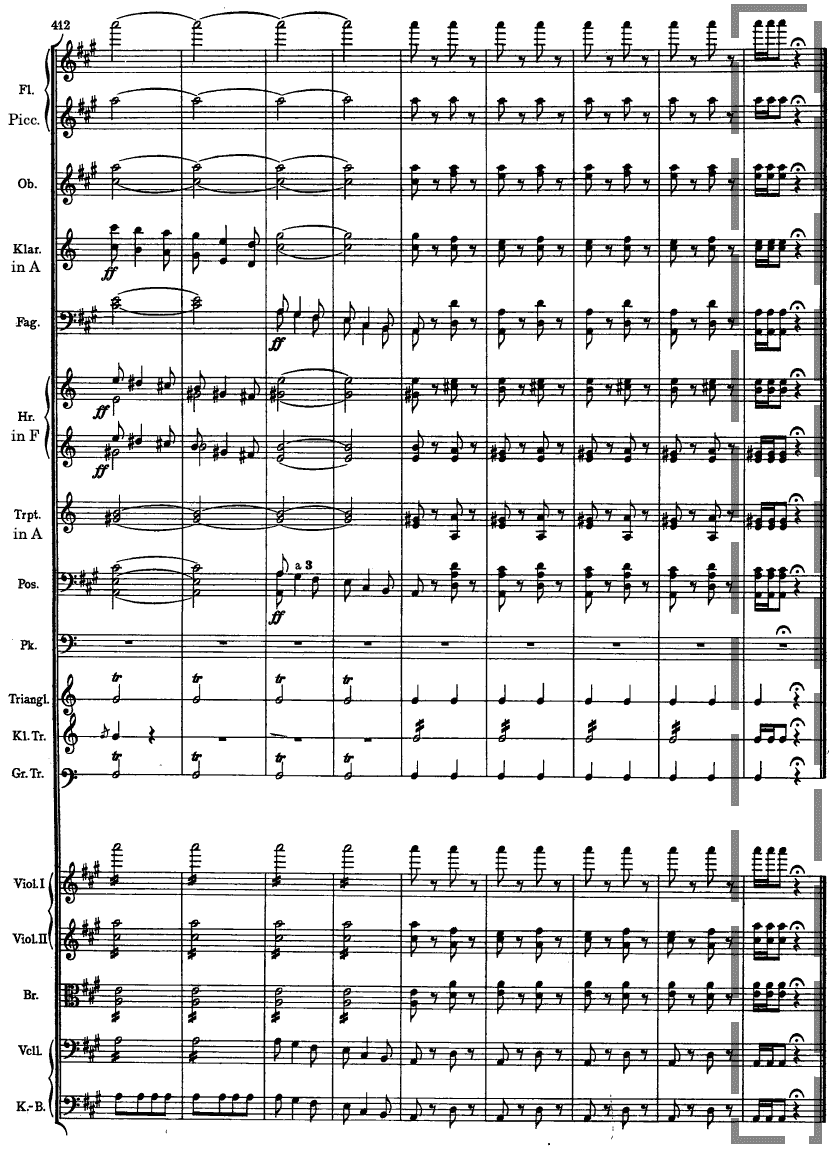 412
Fl.
Picc.
Ob.
Klar.
in A
ff
Fag.
ff
Hr.
in F
ff
ff
Trpt.
in A
Pos.
a 3
ff
Pk.
tr tr tr tr
Triangl.
Kl. Tr.
tr tr tr tr
Gr. Tr.
Viol. I
Viol. II
Br.
Vcll.
K.-B.